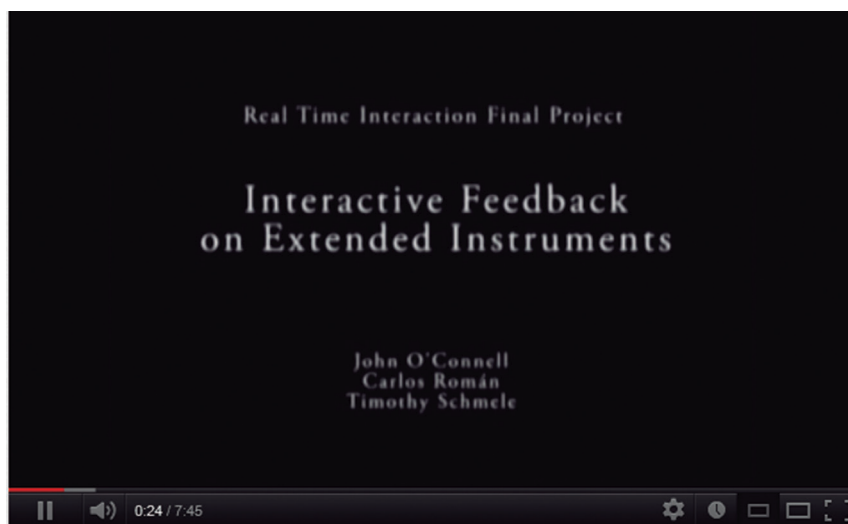 Real Time Interaction Final Project
Interactive Feedback
on Extended Instruments
John O'Connell
Carlos Román
Timothy Schmele
0:24 / 7:45